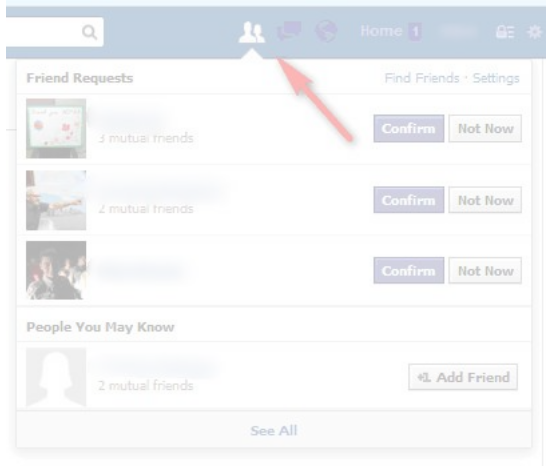 Home 1
Friend Requests
Find Friends · Settings
3 mutual friends
Confirm
Not Now
2 mutual friends
Confirm
Not Now
Confirm
Not Now
People You May Know
2 mutual friends
+1 Add Friend
See All